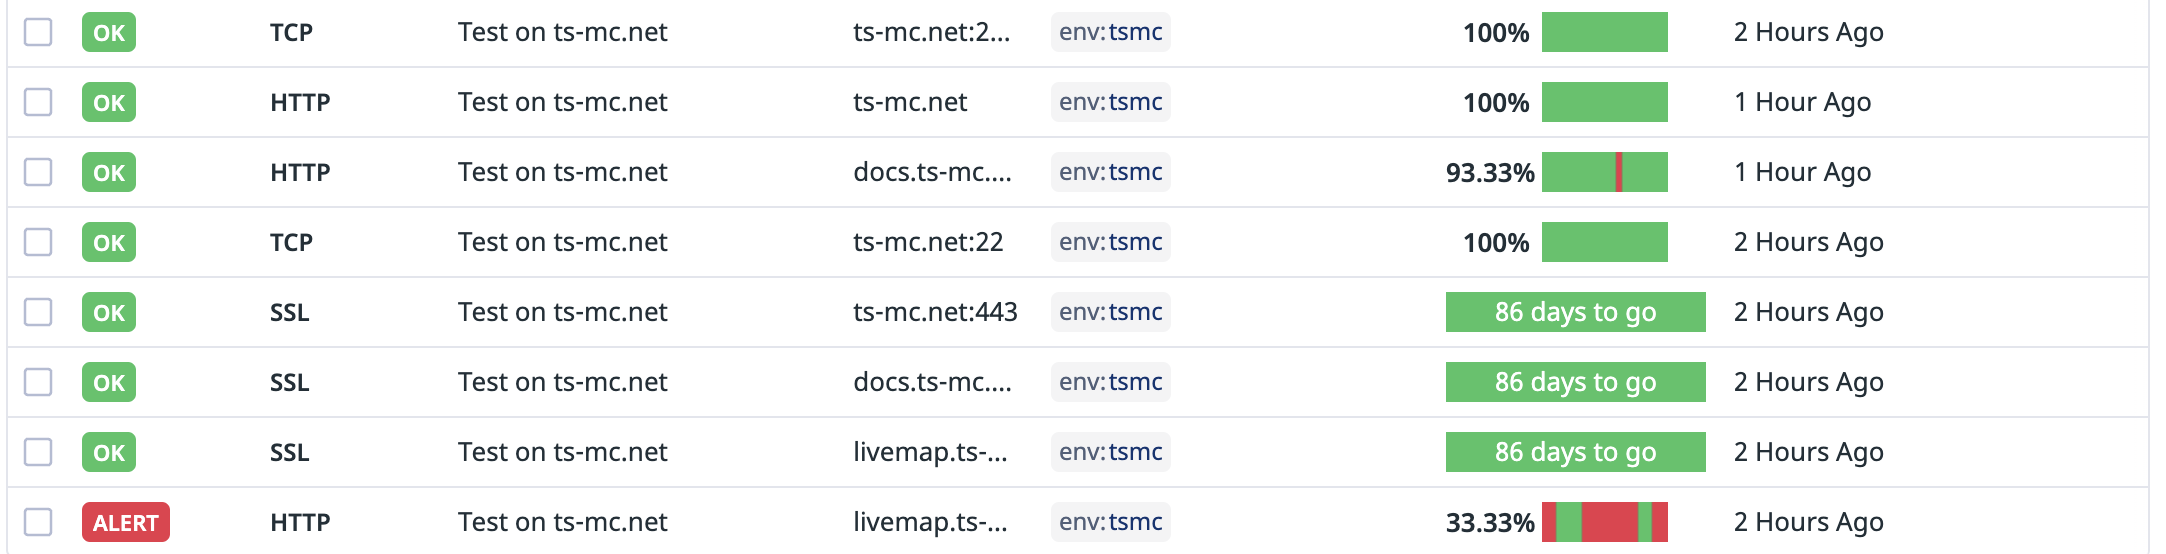 OK TCP Test on ts-mc.net ts-mc.net:2... env:tsmc 100% 2 Hours Ago
OK HTTP Test on ts-mc.net ts-mc.net env:tsmc 100% 1 Hour Ago
OK HTTP Test on ts-mc.net docs.ts-mc.... env:tsmc 93.33% 1 Hour Ago
OK TCP Test on ts-mc.net ts-mc.net:22 env:tsmc 100% 2 Hours Ago
OK SSL Test on ts-mc.net ts-mc.net:443 env:tsmc 86 days to go 2 Hours Ago
OK SSL Test on ts-mc.net docs.ts-mc.... env:tsmc 86 days to go 2 Hours Ago
OK SSL Test on ts-mc.net livemap.ts-... env:tsmc 86 days to go 2 Hours Ago
ALERT HTTP Test on ts-mc.net livemap.ts-... env:tsmc 33.33% 2 Hours Ago